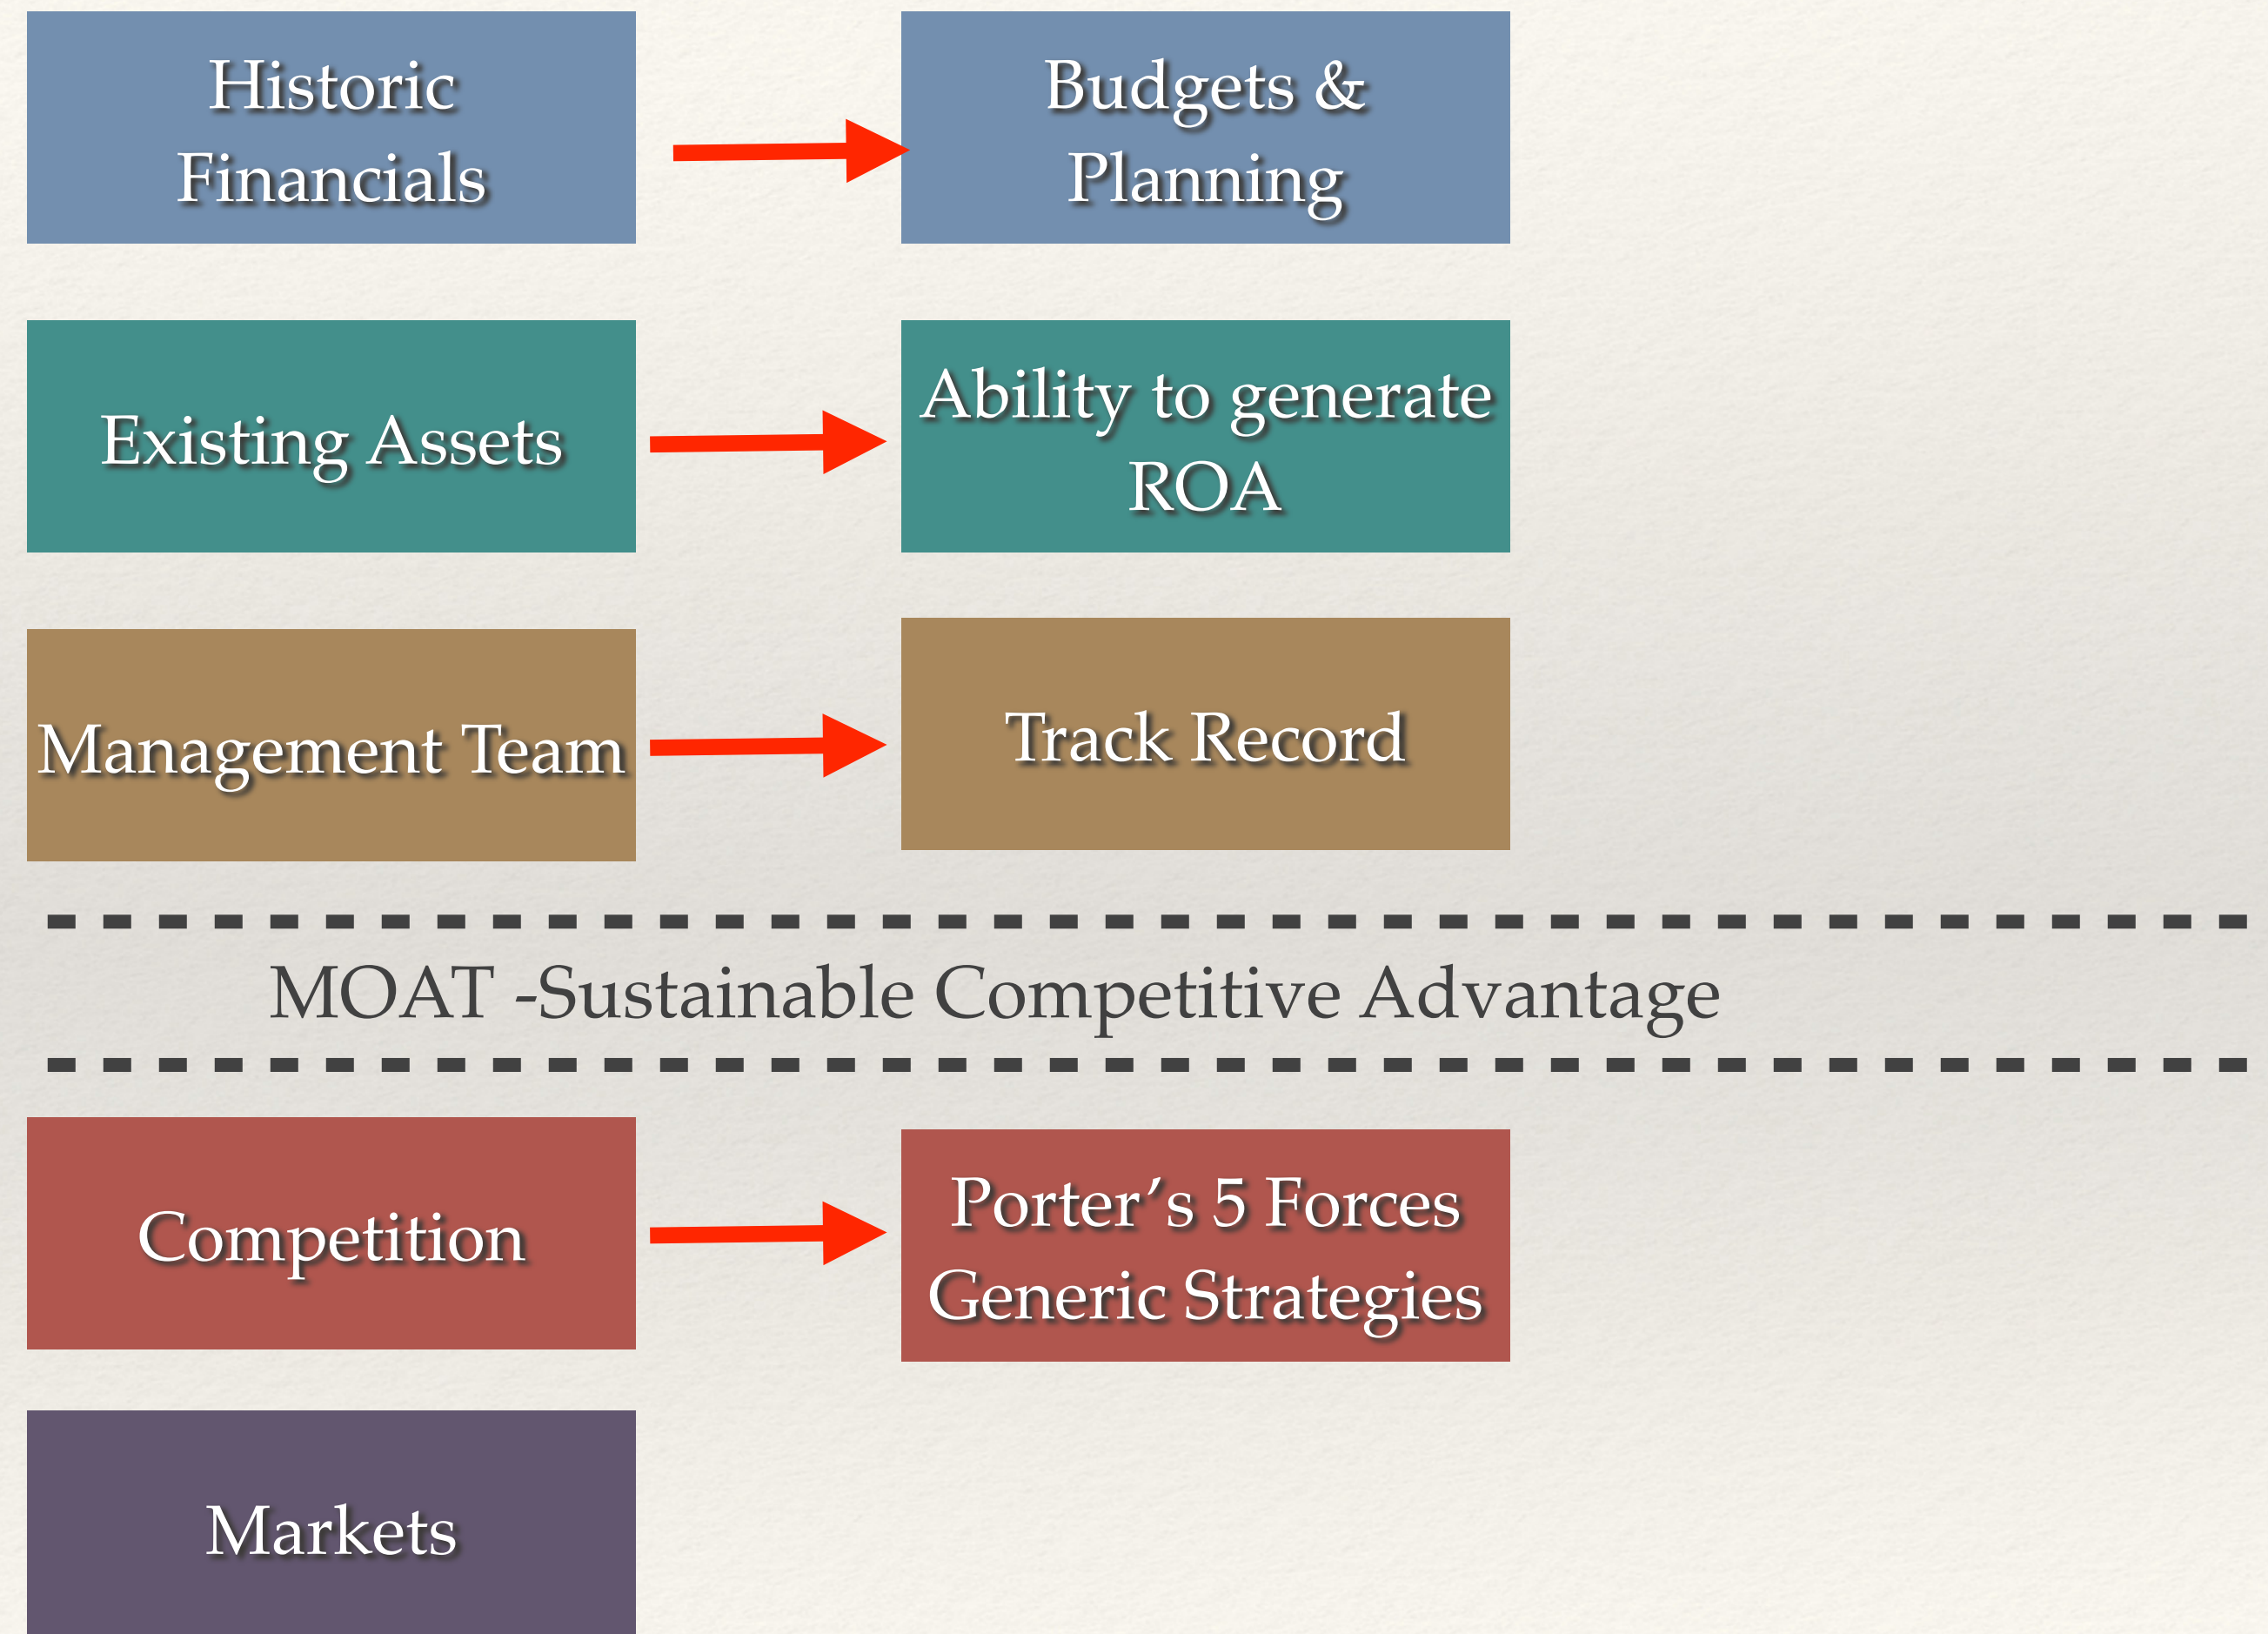 Historic
Financials
Budgets &
Planning
Existing Assets
Ability to generate
ROA
Management Team
Track Record
MOAT -Sustainable Competitive Advantage
Competition
Porter’s 5 Forces
Generic Strategies
Markets